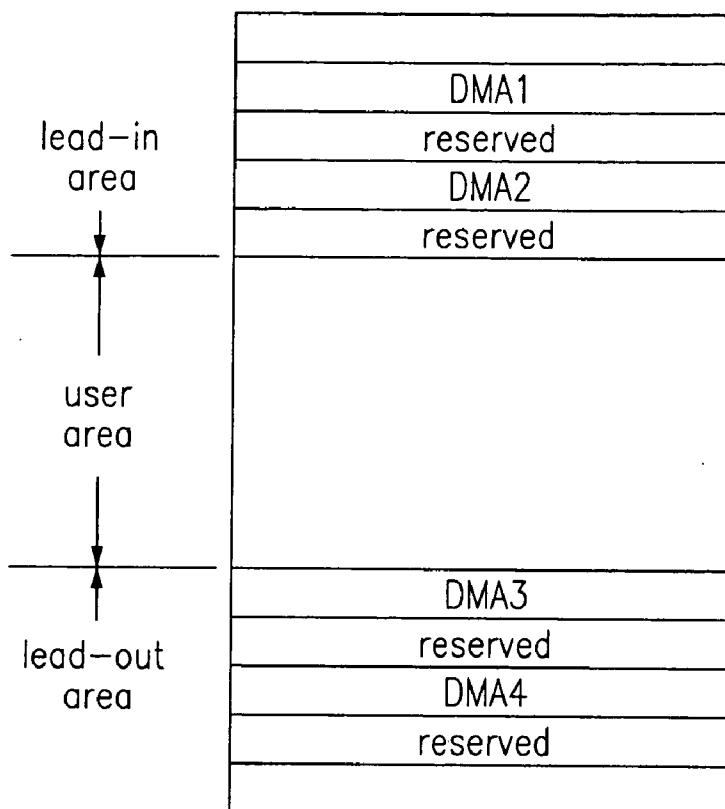 lead-in
area
DMA1
reserved
DMA2
reserved
user
area
lead-out
area
DMA3
reserved
DMA4
reserved